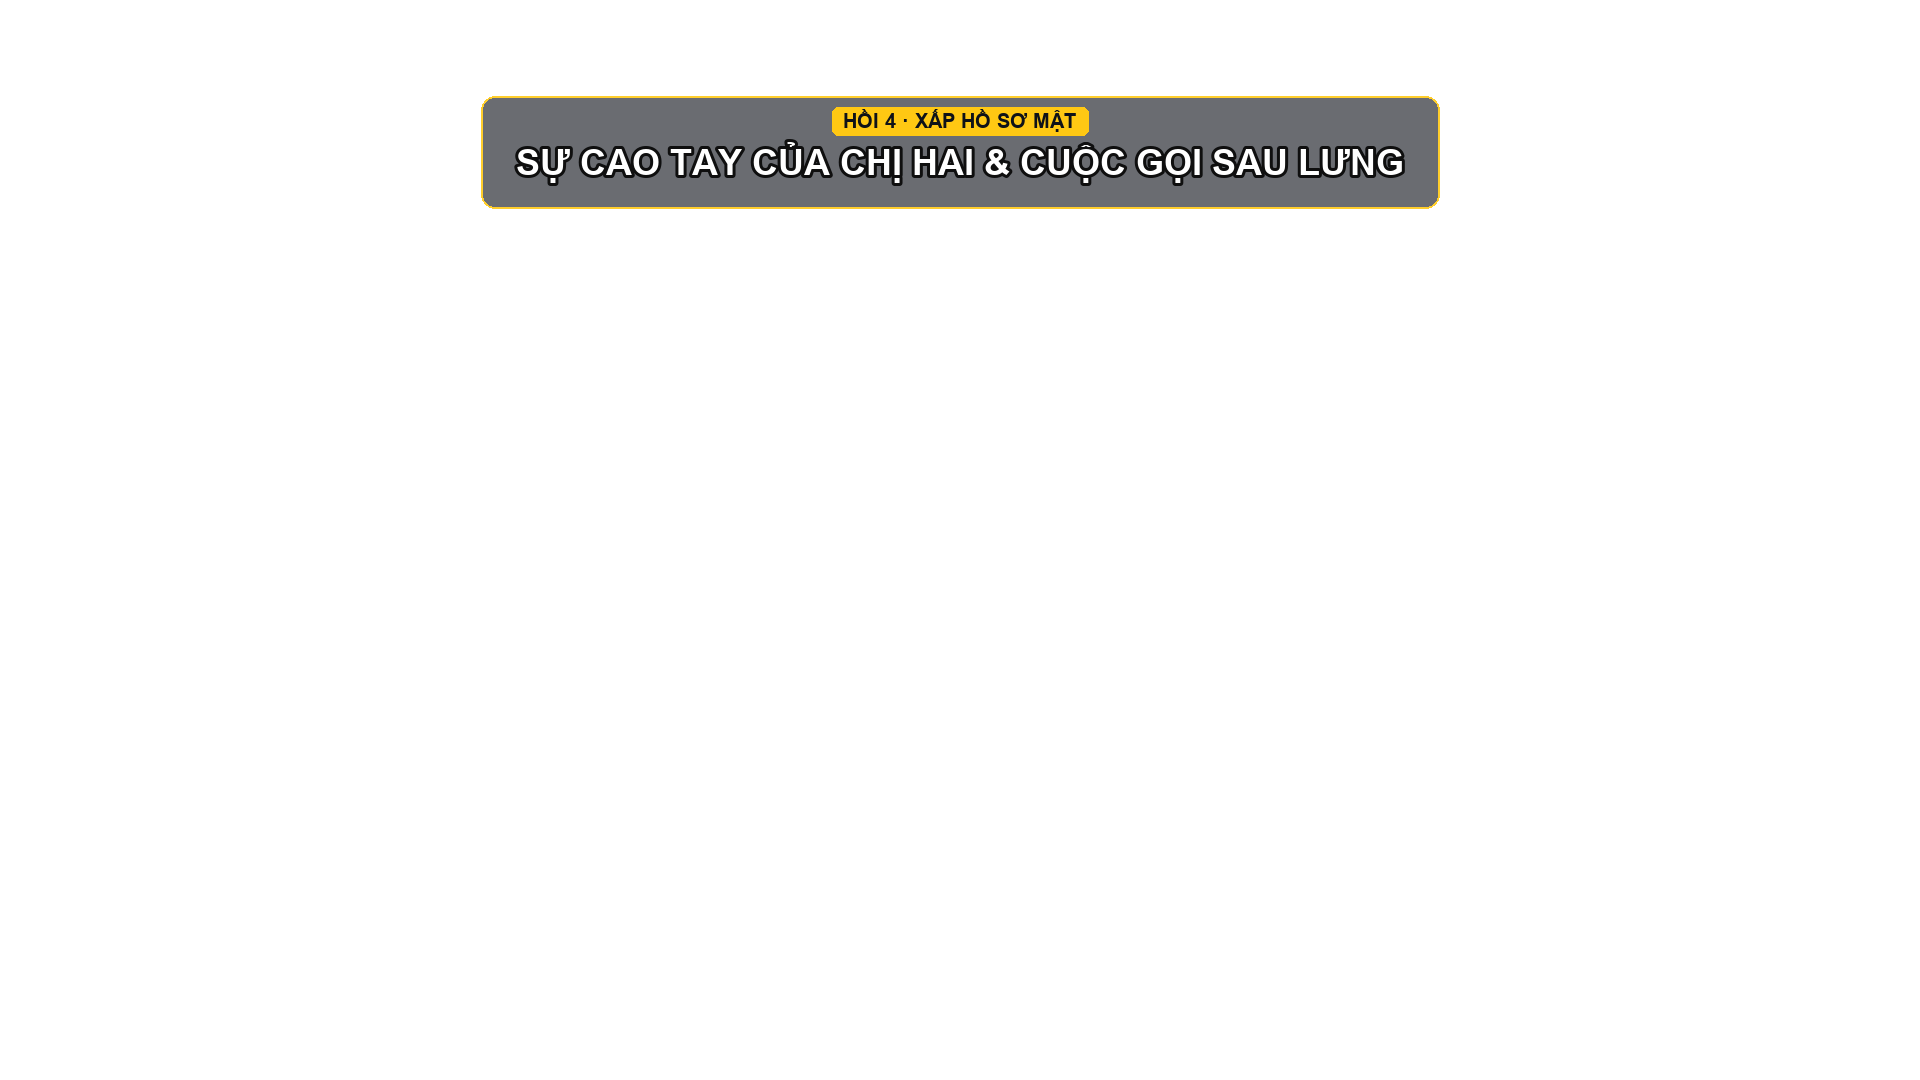 HỒI 4 · XẤP HỒ SƠ MẬT
SỰ CAO TAY CỦA CHỊ HAI & CUỘC GỌI SAU LƯNG